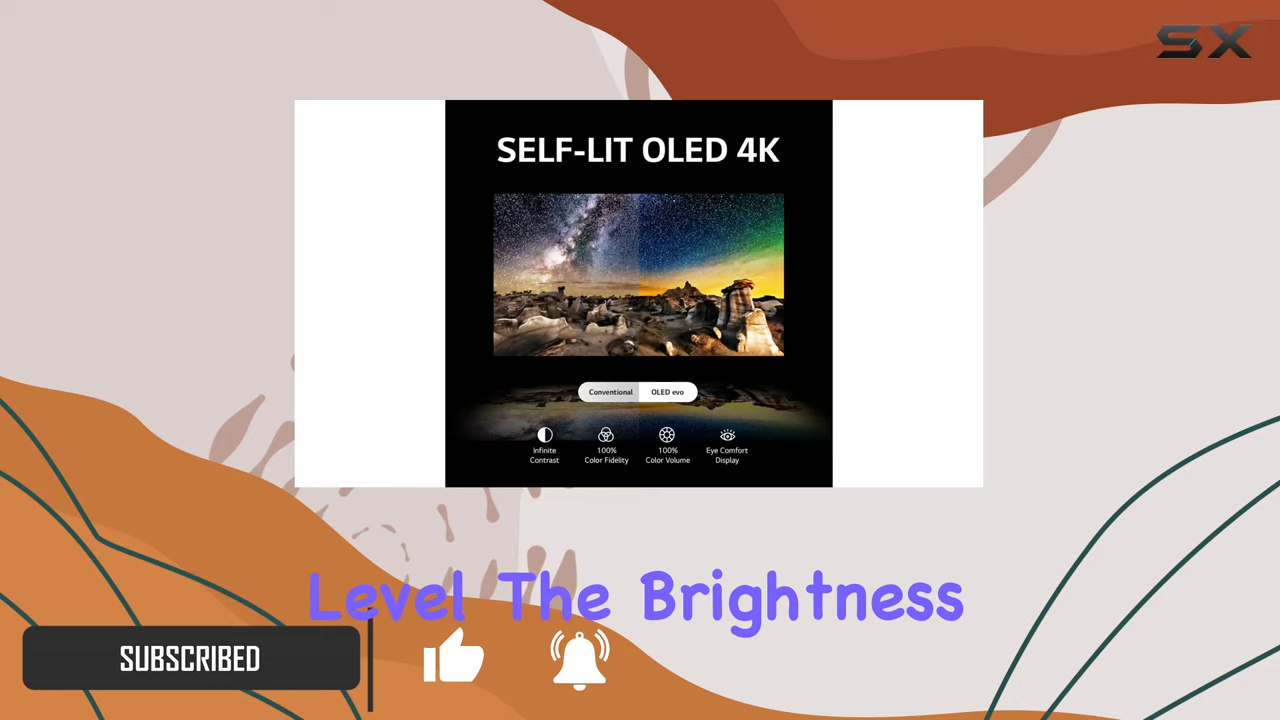 SX
SELF-LIT OLED 4K
Conventional OLED evo
Infinite Contrast
100% Color Fidelity
100% Color Volume
Eye Comfort Display
Level The Brightness
SUBSCRIBED